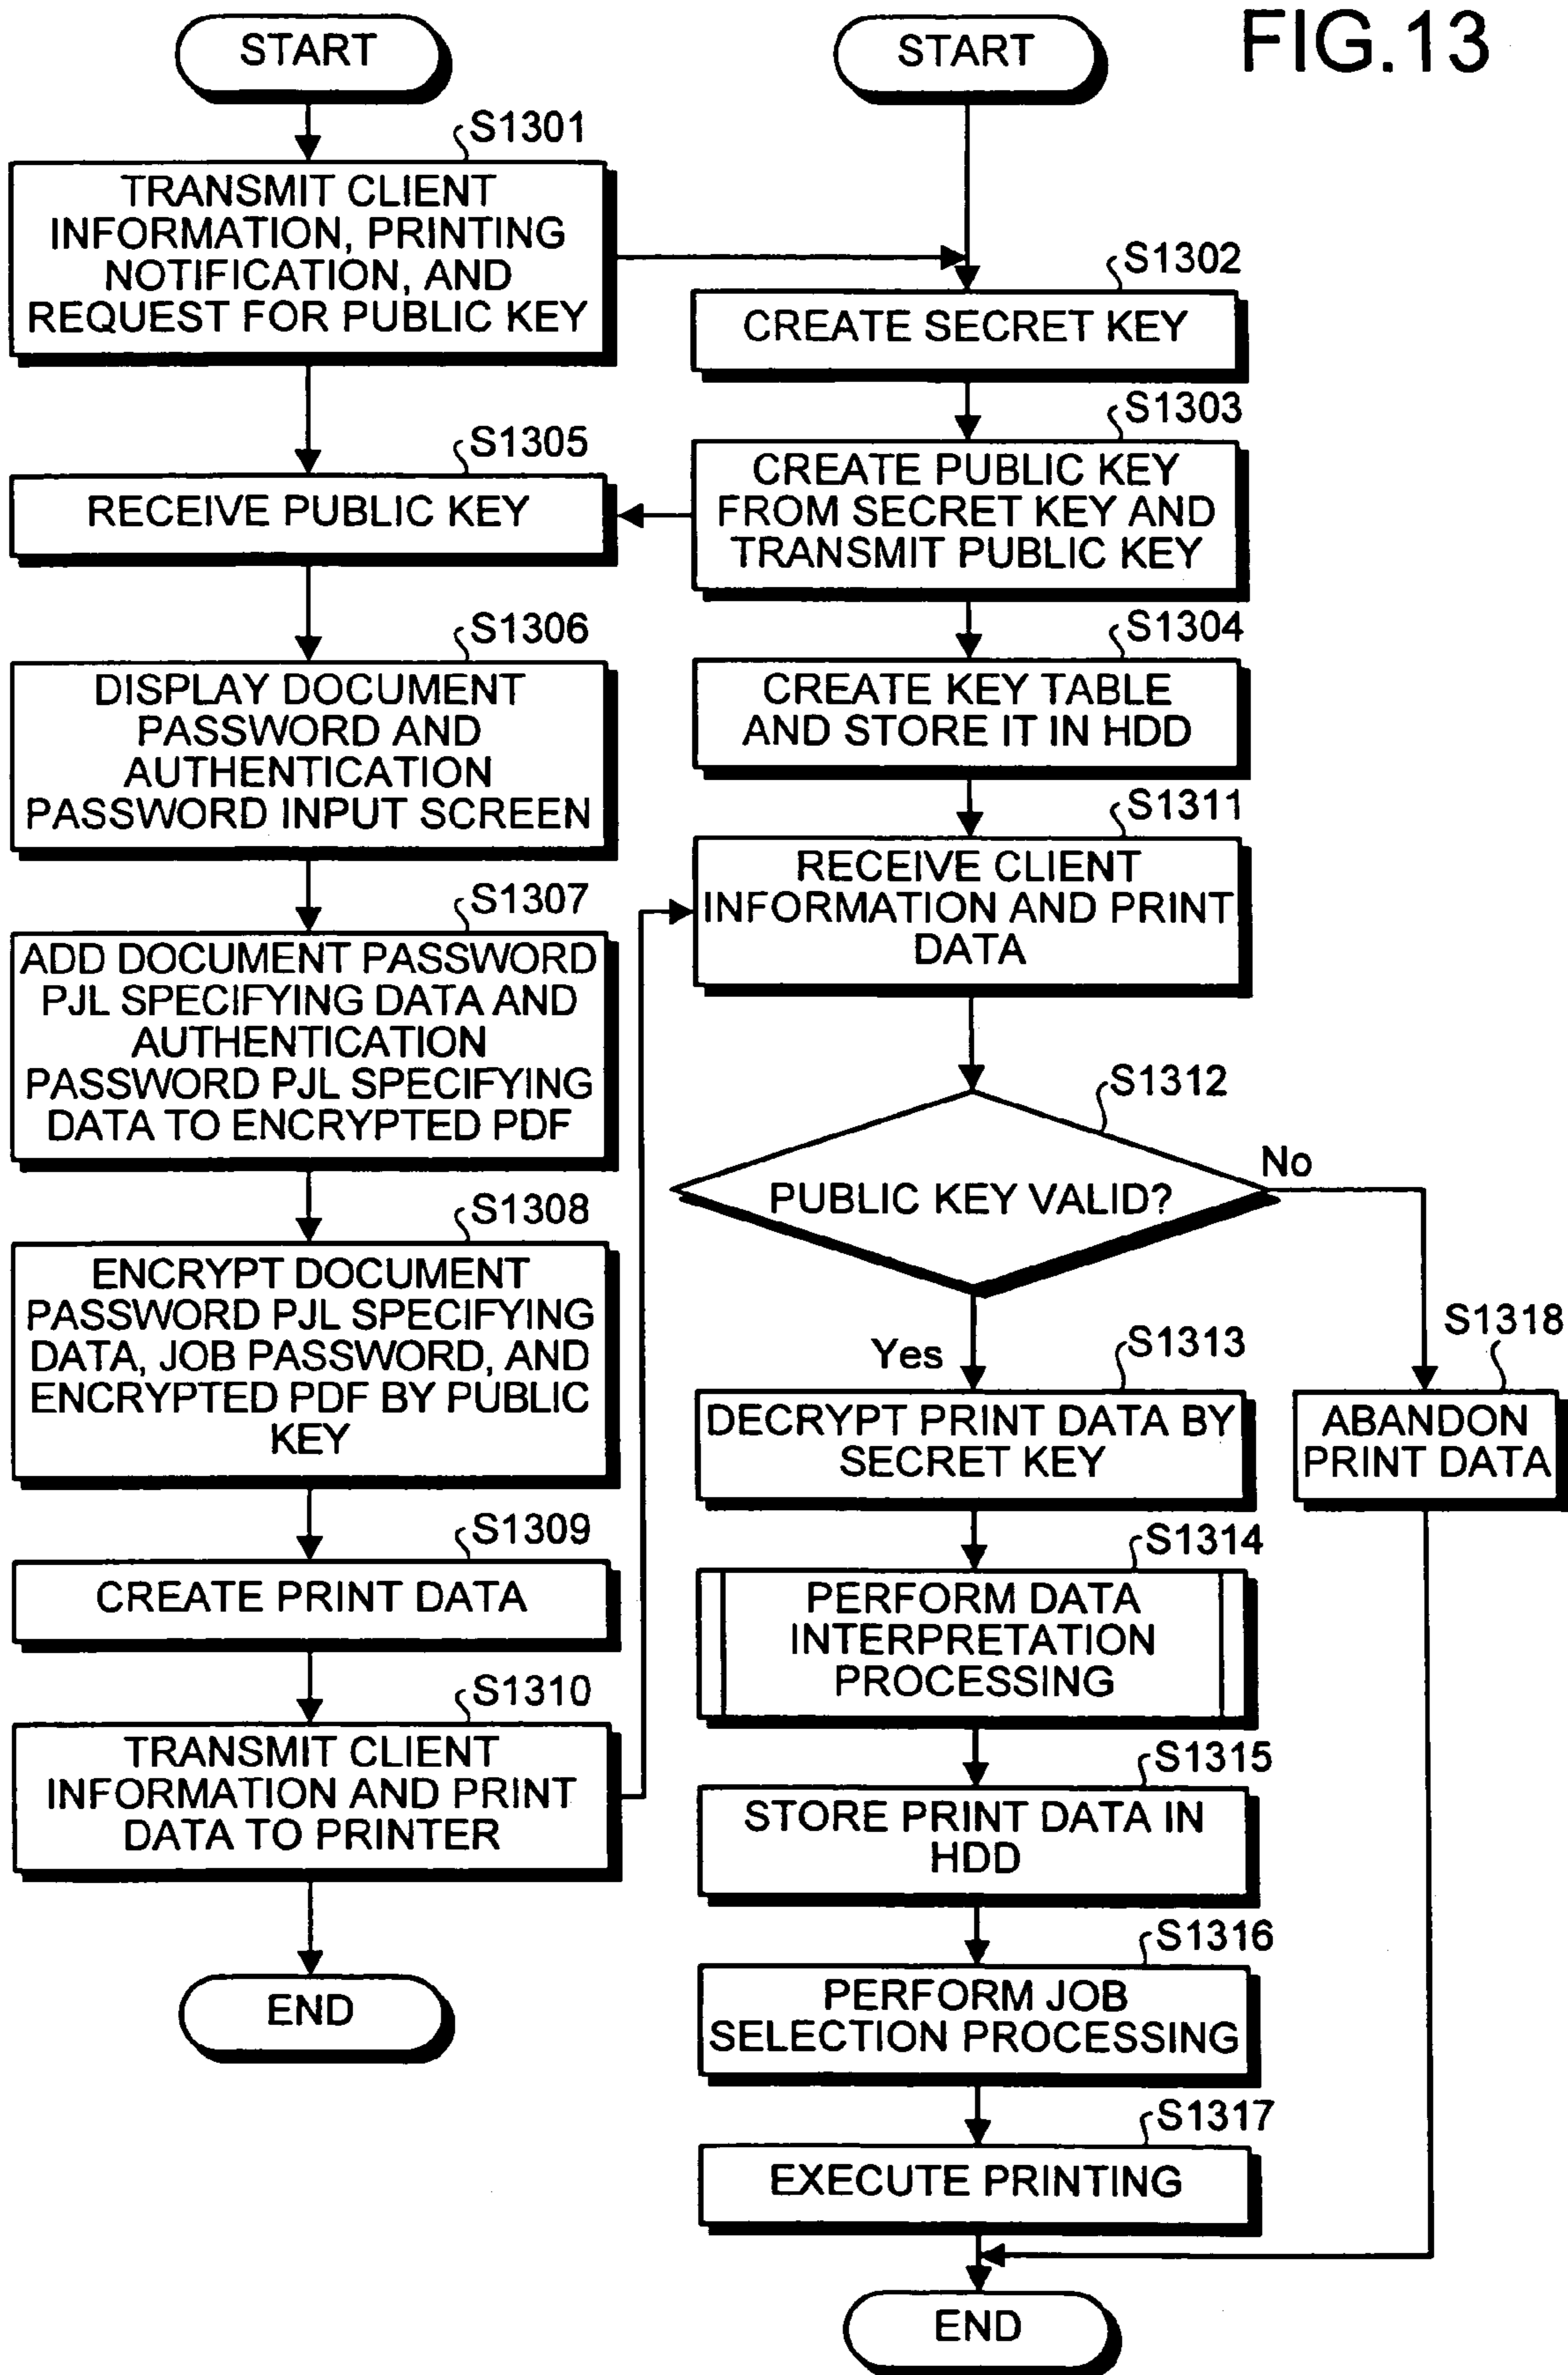 FIG.13
START
S1301
TRANSMIT CLIENT
INFORMATION, PRINTING
NOTIFICATION, AND
REQUEST FOR PUBLIC KEY
S1305
RECEIVE PUBLIC KEY
S1306
DISPLAY DOCUMENT
PASSWORD AND
AUTHENTICATION
PASSWORD INPUT SCREEN
S1307
ADD DOCUMENT PASSWORD
PJL SPECIFYING DATA AND
AUTHENTICATION
PASSWORD PJL SPECIFYING
DATA TO ENCRYPTED PDF
S1308
ENCRYPT DOCUMENT
PASSWORD PJL SPECIFYING
DATA, JOB PASSWORD, AND
ENCRYPTED PDF BY PUBLIC
KEY
S1309
CREATE PRINT DATA
S1310
TRANSMIT CLIENT
INFORMATION AND PRINT
DATA TO PRINTER
END
START
S1302
CREATE SECRET KEY
S1303
CREATE PUBLIC KEY
FROM SECRET KEY AND
TRANSMIT PUBLIC KEY
S1304
CREATE KEY TABLE
AND STORE IT IN HDD
S1311
RECEIVE CLIENT
INFORMATION AND PRINT
DATA
S1312
PUBLIC KEY VALID?
No
Yes
S1313
DECRYPT PRINT DATA BY
SECRET KEY
S1318
ABANDON
PRINT DATA
S1314
PERFORM DATA
INTERPRETATION
PROCESSING
S1315
STORE PRINT DATA IN
HDD
S1316
PERFORM JOB
SELECTION PROCESSING
S1317
EXECUTE PRINTING
END